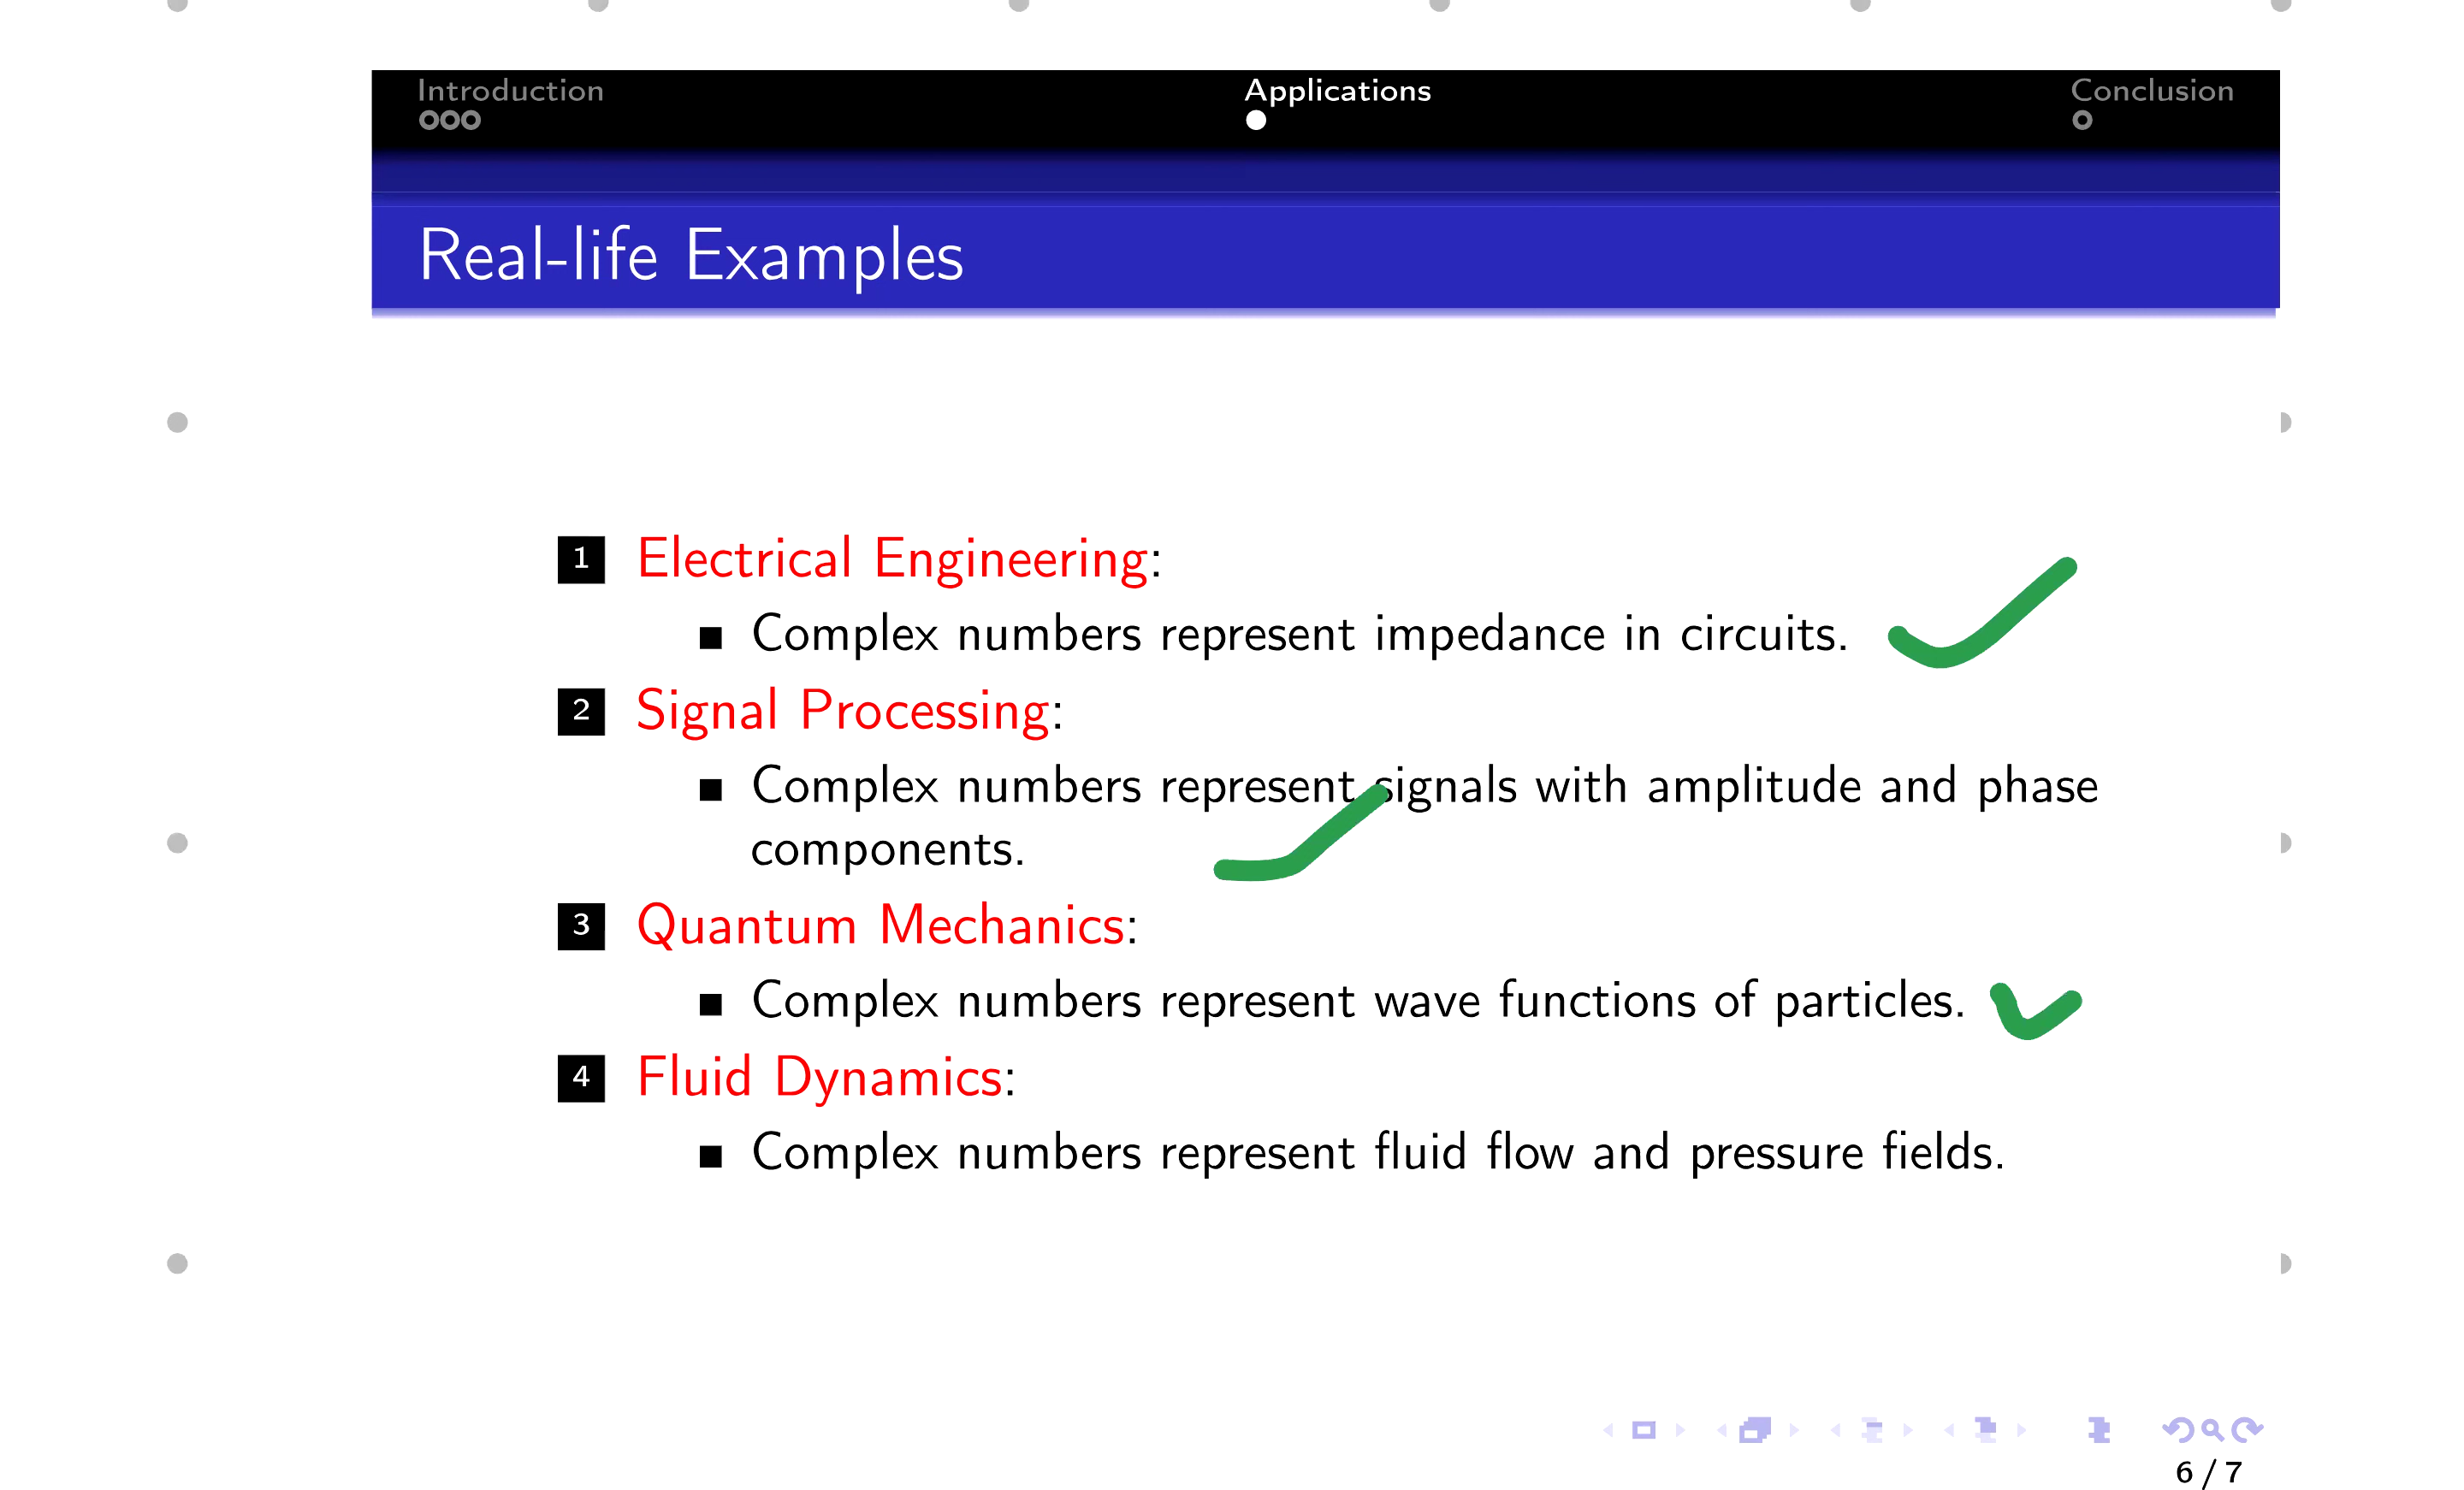 Introduction Applications Conclusion
Real-life Examples
1 Electrical Engineering:
Complex numbers represent impedance in circuits.
2 Signal Processing:
Complex numbers represent signals with amplitude and phase
components.
3 Quantum Mechanics:
Complex numbers represent wave functions of particles.
4 Fluid Dynamics:
Complex numbers represent fluid flow and pressure fields.
6 / 7